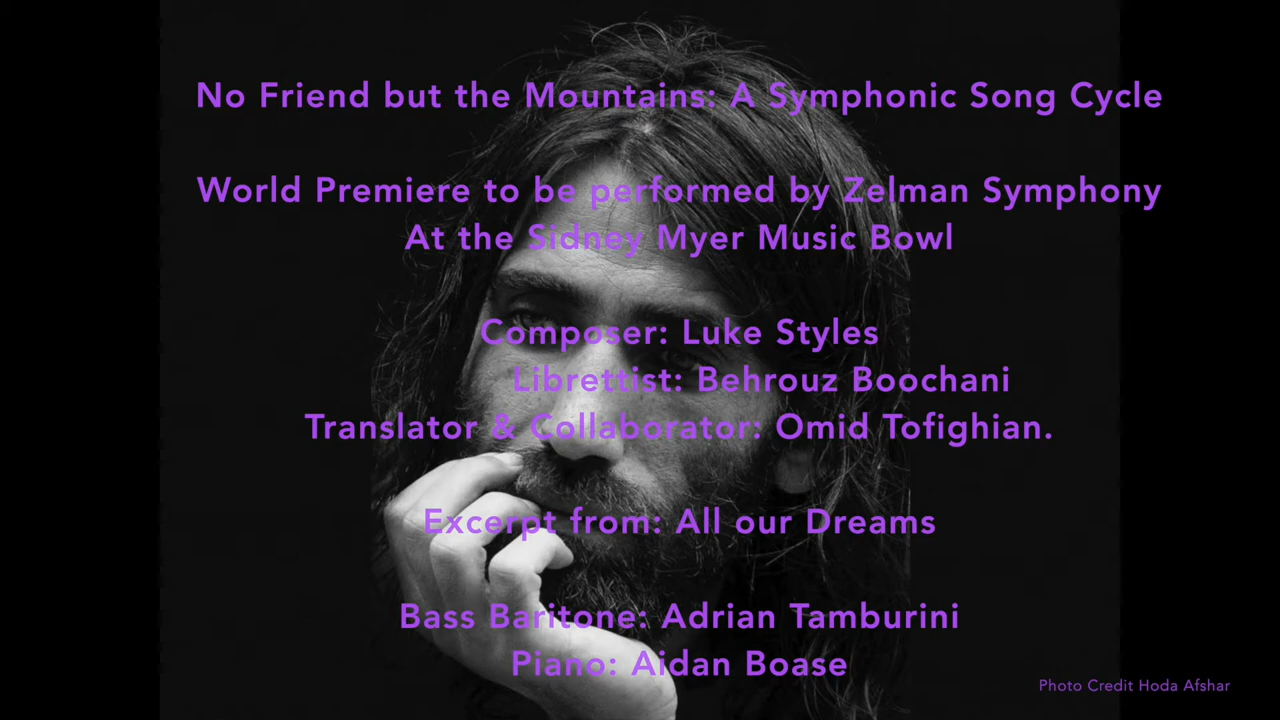 No Friend but the Mountains: A Symphonic Song Cycle
World Premiere to be performed by Zelman Symphony
At the Sidney Myer Music Bowl
Composer: Luke Styles
Librettist: Behrouz Boochani
Translator & Collaborator: Omid Tofighian.
Excerpt from: All our Dreams
Bass Baritone: Adrian Tamburini
Piano: Aidan Boase
Photo Credit Hoda Afshar